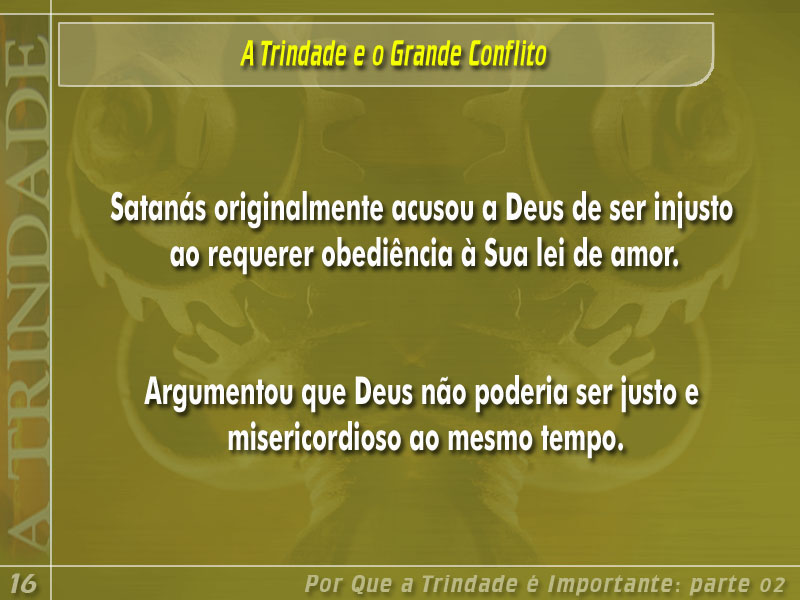 A Trindade e o Grande Conflito
A TRINDADE
Satanás originalmente acusou a Deus de ser injusto
ao requerer obediência à Sua lei de amor.
Argumentou que Deus não poderia ser justo e
misericordioso ao mesmo tempo.
16
Por Que a Trindade é Importante: parte 02